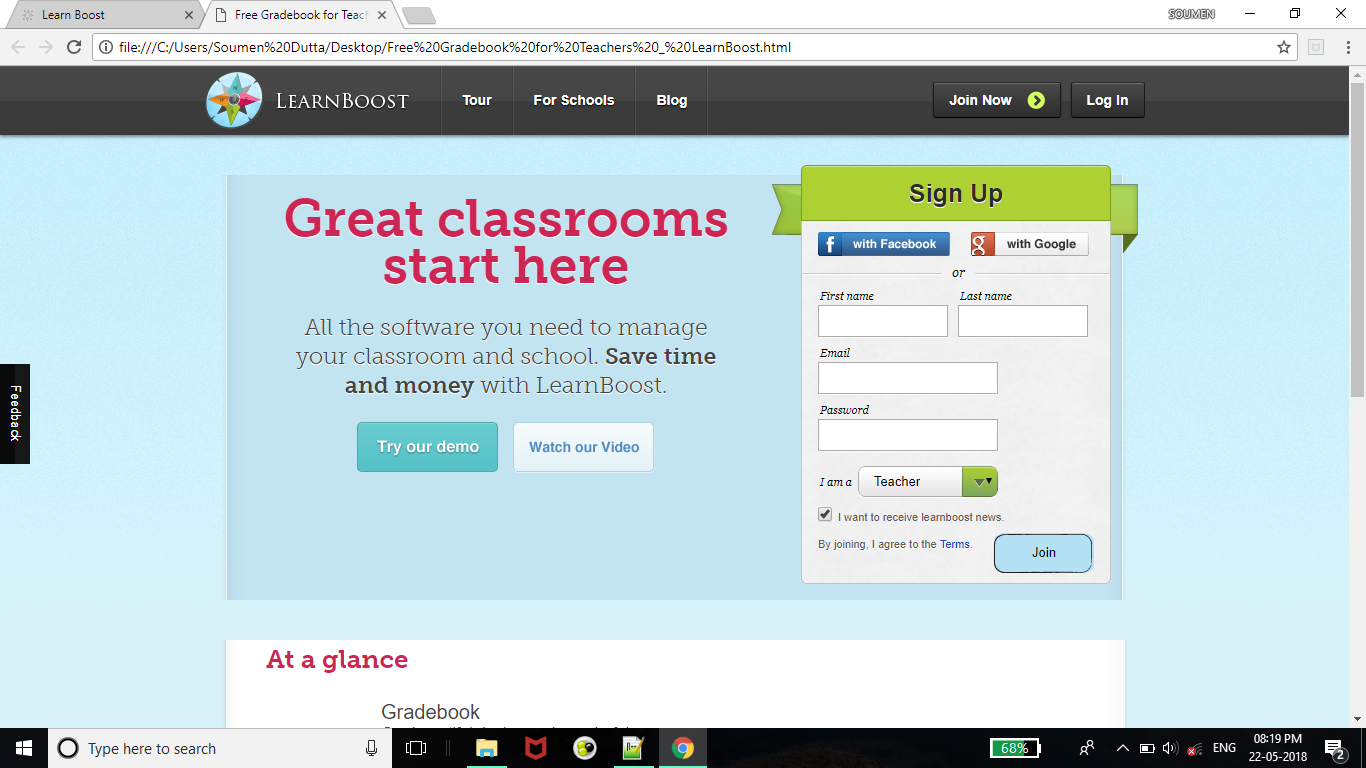 Learn Boost
Free Gradebook for Teach
SOUMEN
file:///C:/Users/Soumen%20Dutta/Desktop/Free%20Gradebook%20for%20Teachers%20_%20LearnBoost.html
LEARNBOOST
Tour
For Schools
Blog
Join Now
Log In
Great classrooms
start here
All the software you need to manage
your classroom and school. Save time
and money with LearnBoost.
Try our demo
Watch our Video
Sign Up
f with Facebook
g with Google
or
First name
Last name
Email
Password
I am a
Teacher
I want to receive learnboost news.
By joining, I agree to the Terms.
Join
Feedback
At a glance
Gradebook
Type here to search
68%
ENG
08:19 PM
22-05-2018
2